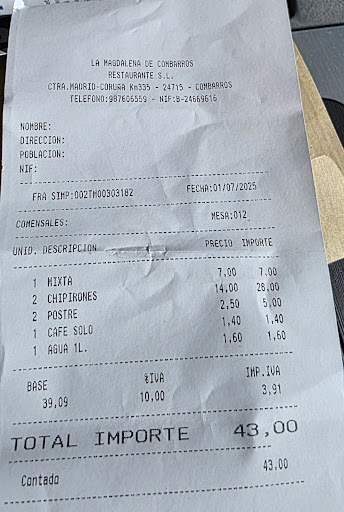 LA MAGDALENA DE COMBARROS
RESTAURANTE S.L.
CTRA.MADRID-CORUÑA Km335 - 24715 - COMBARROS
TELEFONO:987606559 - NIF:B-24669616
NOMBRE:
DIRECCION:
POBLACION:
NIF:
FRA SIMP:002TM00303182 FECHA:01/07/2025
COMENSALES: MESA:012
UNID. DESCRIPCION PRECIO IMPORTE
1 MIXTA 7,00 7,00
2 CHIPIRONES 14,00 28,00
2 POSTRE 2,50 5,00
1 CAFE SOLO 1,40 1,40
1 AGUA 1L. 1,60 1,60
BASE %IVA IMP.IVA
39,09 10,00 3,91
TOTAL IMPORTE 43,00
Contado 43,00